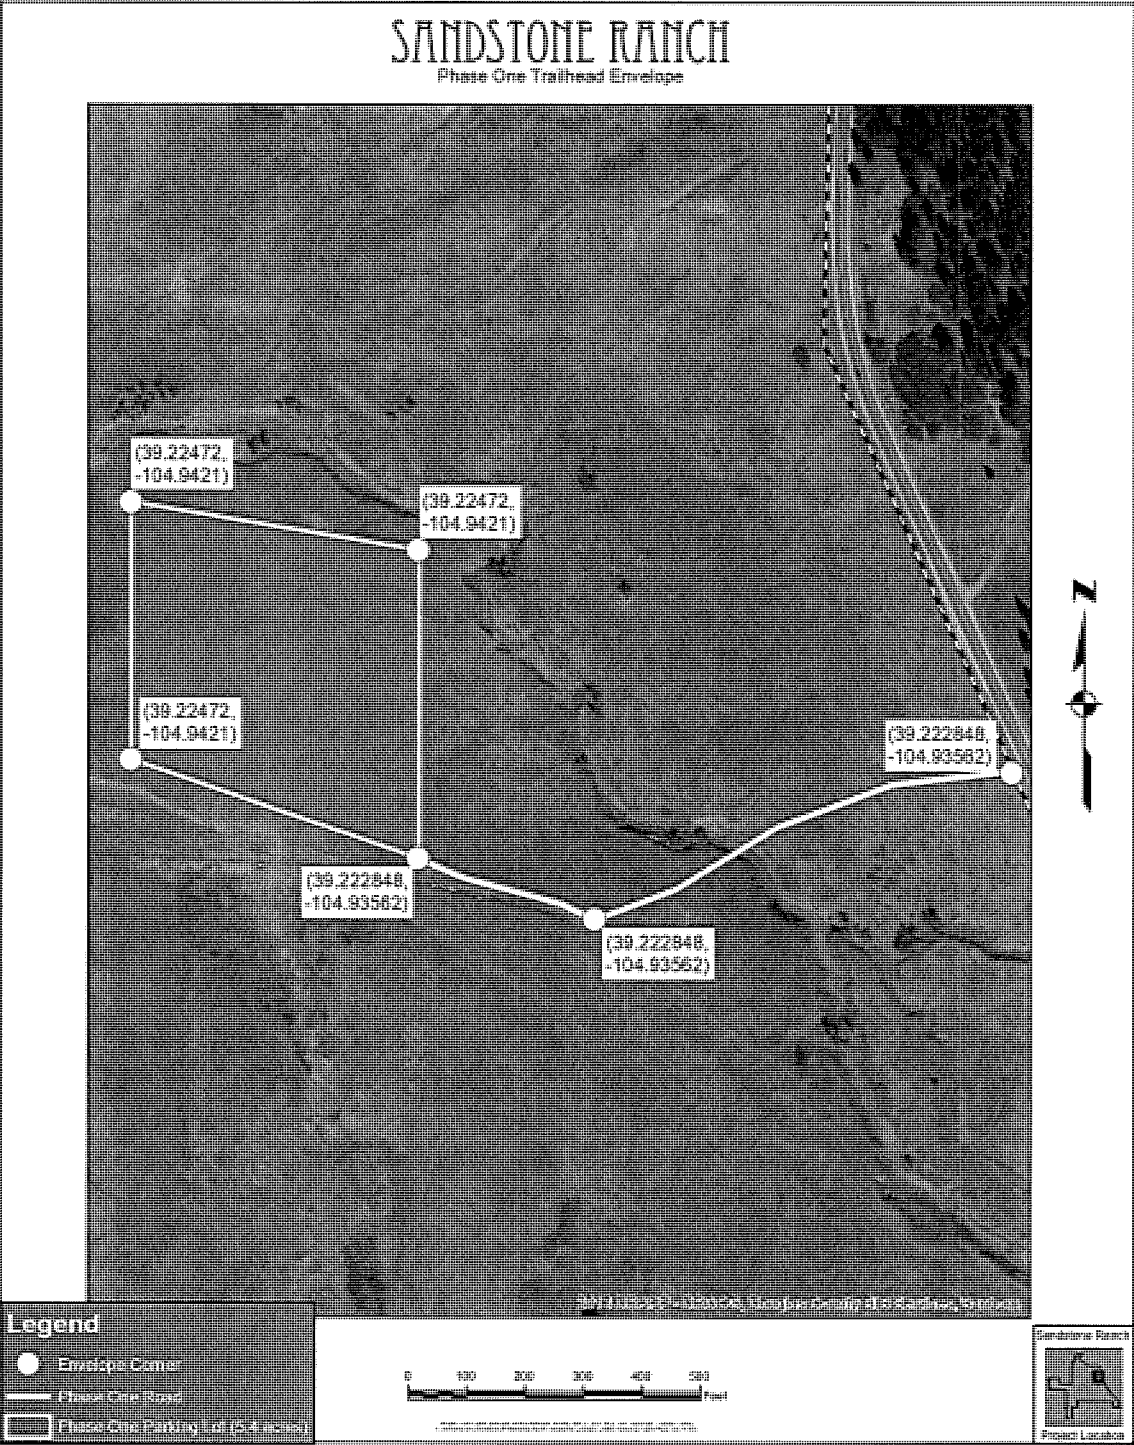 SANDSTONE RANCH
Phase One Trailhead Envelope
(39.22472,
-104.9421)
(39.22472,
-104.9421)
(39.22472,
-104.9421)
(39.222848,
-104.93562)
(39.222848,
-104.93562)
(39.222848,
-104.93562)
N
Legend
Envelope Corner
Phase One Road
Phase One Parking Lot (5.4 acres)
0 100 200 300 400 500
Feet
Sandstone Ranch
Project Location